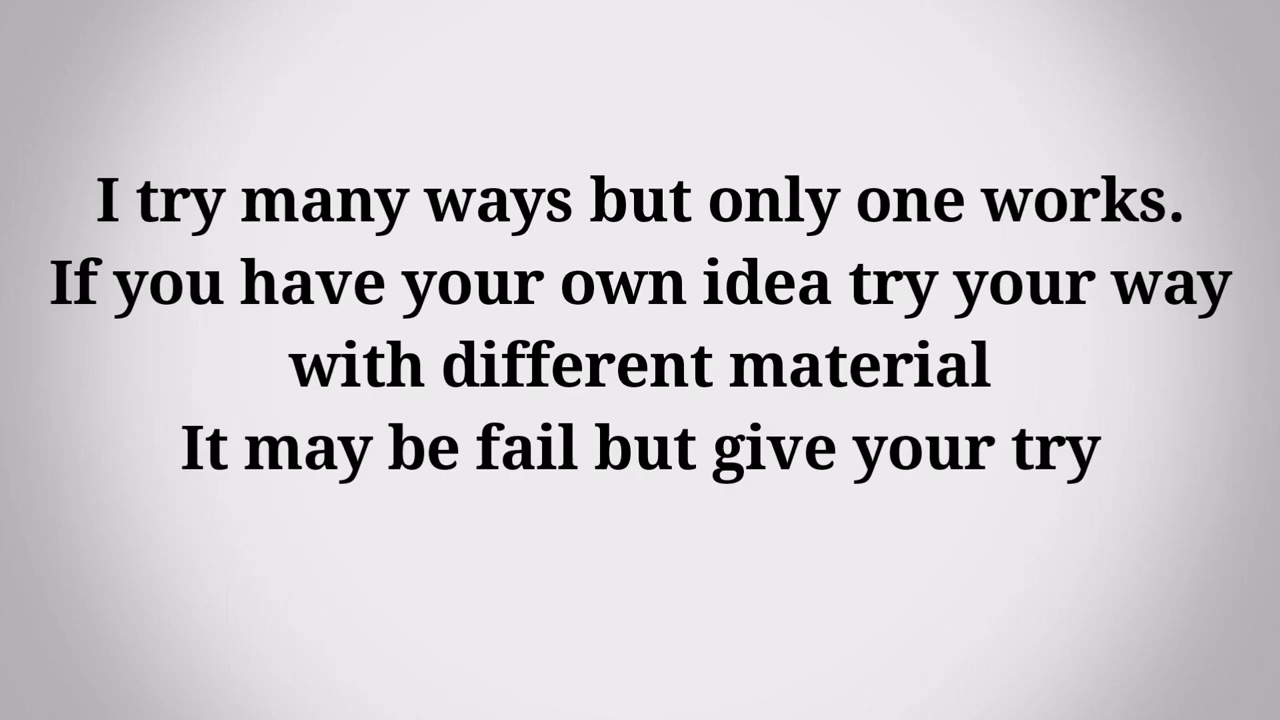 I try many ways but only one works.
If you have your own idea try your way
with different material
It may be fail but give your try